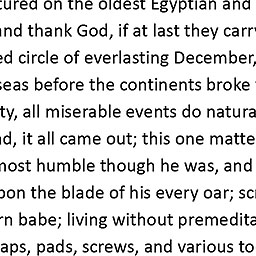 tured on the oldest Egyptian and
and thank God, if at last they carry
ed circle of everlasting December,
seas before the continents broke
ty, all miserable events do natura
d, it all came out; this one matte
most humble though he was, and
pon the blade of his every oar; scr
rn babe; living without premedita
aps, pads, screws, and various to